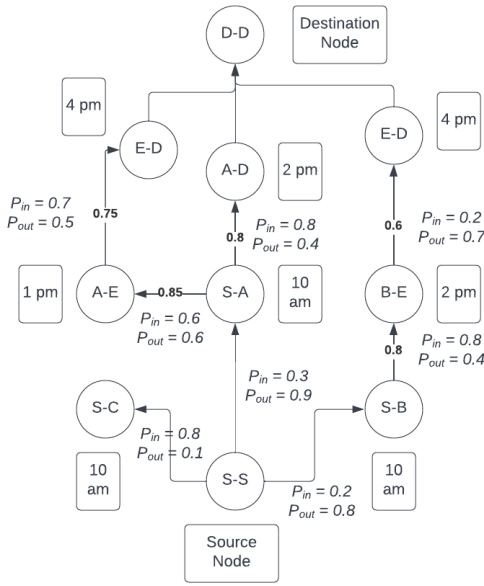 D-D
Destination
Node
4 pm
E-D
A-D
2 pm
E-D
4 pm
P_in = 0.7
P_out = 0.5
0.75
0.8
P_in = 0.8
P_out = 0.4
0.6
P_in = 0.2
P_out = 0.7
1 pm
A-E
0.85
S-A
10
am
B-E
2 pm
P_in = 0.6
P_out = 0.6
0.8
P_in = 0.8
P_out = 0.4
P_in = 0.3
P_out = 0.9
S-C
S-B
P_in = 0.8
P_out = 0.1
10
am
S-S
10
am
P_in = 0.2
P_out = 0.8
Source
Node